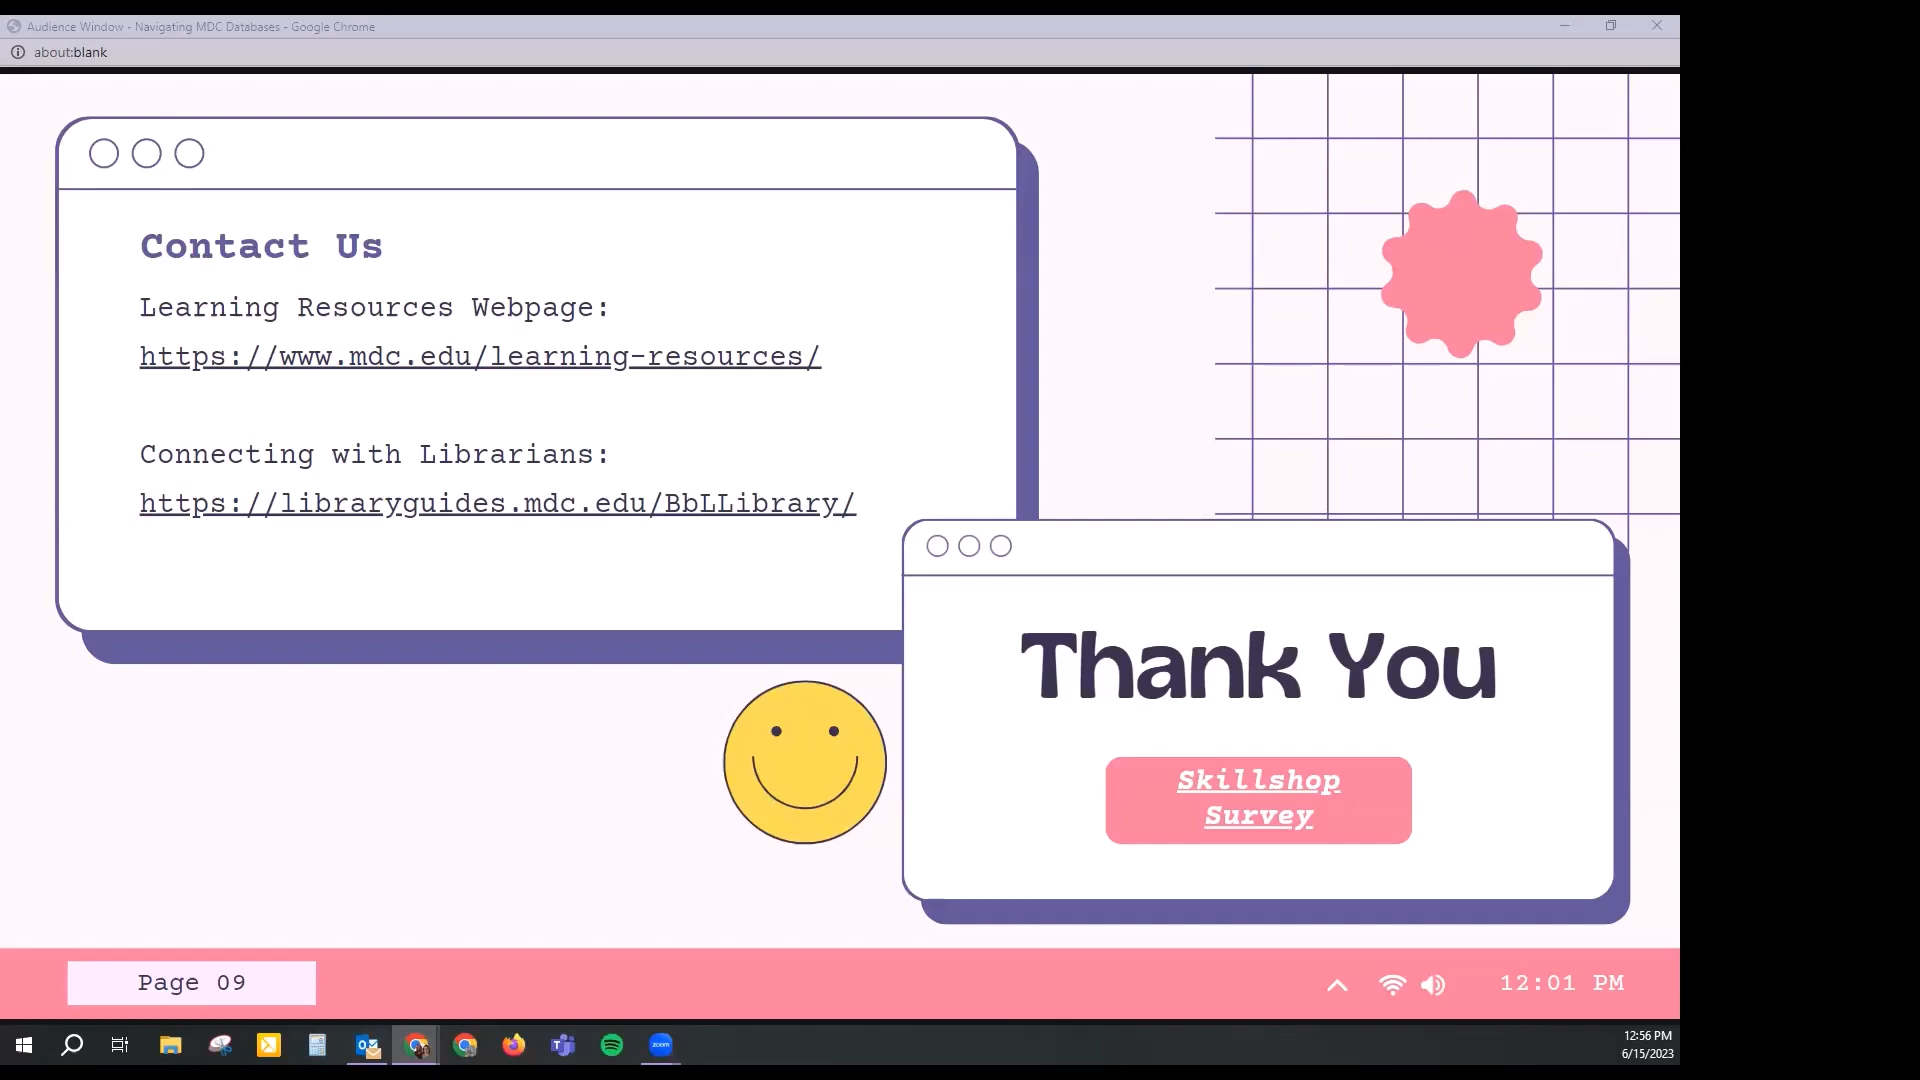 Audience Window - Navigating MDC Databases - Google Chrome
about:blank
Contact Us
Learning Resources Webpage:
https://www.mdc.edu/learning-resources/
Connecting with Librarians:
https://libraryguides.mdc.edu/BbLLibrary/
Thank You
Skillshop
Survey
Page 09
12:01 PM
zoom
12:56 PM
6/15/2023